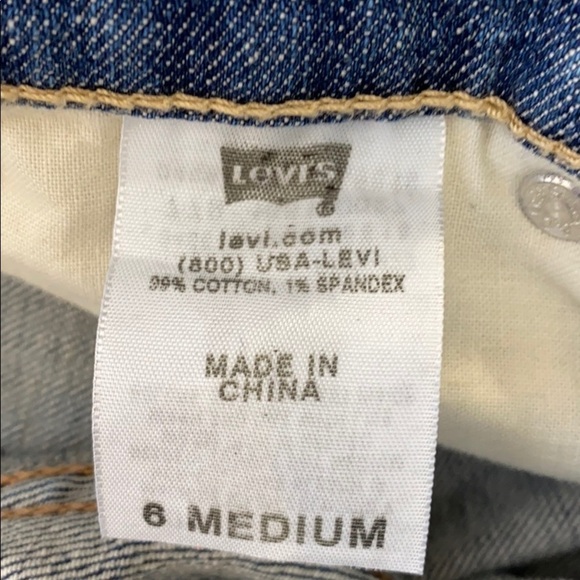 LEVI'S
®
levi.com
(800) USA-LEVI
99% COTTON, 1% SPANDEX
MADE IN
CHINA
6 MEDIUM